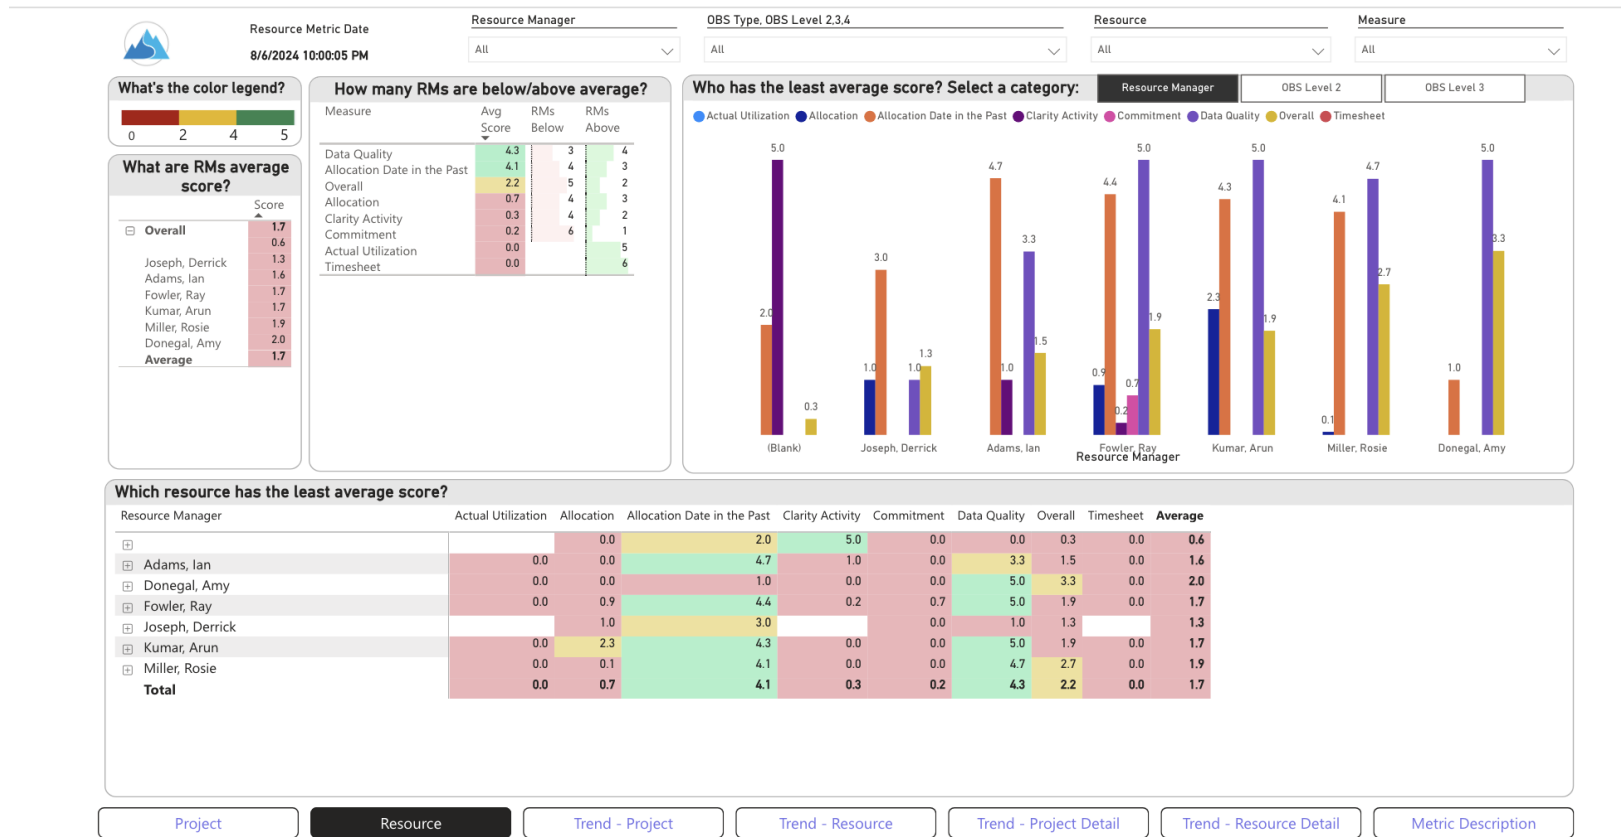 Resource Metric Date
8/6/2024 10:00:05 PM
Resource Manager
All
OBS Type, OBS Level 2,3,4
All
Resource
All
Measure
All
What's the color legend?
0 2 4 5
What are RMs average
score?
Score
Overall 1.7
0.6
Joseph, Derrick 1.3
Adams, Ian 1.6
Fowler, Ray 1.7
Kumar, Arun 1.7
Miller, Rosie 1.9
Donegal, Amy 2.0
Average 1.7
How many RMs are below/above average?
Measure Avg Score RMs Below RMs Above
Data Quality 4.3 3 4
Allocation Date in the Past 4.1 4 3
Overall 2.2 5 2
Allocation 0.7 4 3
Clarity Activity 0.3 4 2
Commitment 0.2 6 1
Actual Utilization 0.0 5
Timesheet 0.0 6
Who has the least average score? Select a category:
Resource Manager OBS Level 2 OBS Level 3
Actual Utilization Allocation Allocation Date in the Past Clarity Activity Commitment Data Quality Overall Timesheet
2.0 5.0 0.3
1.0 3.0 1.0 1.3
4.7 1.0 3.3 1.5
0.9 4.4 0.2 0.7 5.0 1.9
2.3 4.3 5.0 1.9
0.1 4.1 4.7 2.7
1.0 5.0 3.3
(Blank) Joseph, Derrick Adams, Ian Fowler, Ray Kumar, Arun Miller, Rosie Donegal, Amy
Resource Manager
Which resource has the least average score?
Resource Manager Actual Utilization Allocation Allocation Date in the Past Clarity Activity Commitment Data Quality Overall Timesheet Average
0.0 2.0 5.0 0.0 0.0 0.3 0.0 0.6
Adams, Ian 0.0 0.0 4.7 1.0 0.0 3.3 1.5 0.0 1.6
Donegal, Amy 0.0 0.0 1.0 0.0 0.0 5.0 3.3 0.0 2.0
Fowler, Ray 0.0 0.9 4.4 0.2 0.7 5.0 1.9 0.0 1.7
Joseph, Derrick 1.0 3.0 0.0 1.0 1.3 1.3
Kumar, Arun 0.0 2.3 4.3 0.0 0.0 5.0 1.9 0.0 1.7
Miller, Rosie 0.0 0.1 4.1 0.0 0.0 4.7 2.7 0.0 1.9
Total 0.0 0.7 4.1 0.3 0.2 4.3 2.2 0.0 1.7
Project Resource Trend - Project Trend - Resource Trend - Project Detail Trend - Resource Detail Metric Description